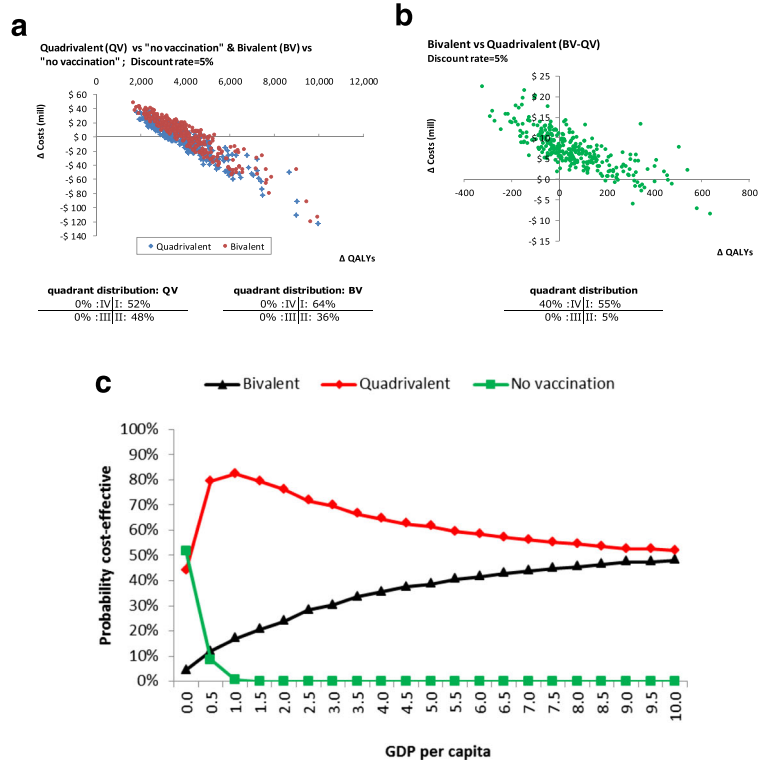 a
Quadrivalent (QV) vs "no vaccination" & Bivalent (BV) vs
"no vaccination" ; Discount rate=5%
0 2,000 4,000 6,000 8,000 10,000 12,000
$ 60
$ 40
$ 20
$ 0
-$ 20
-$ 40
-$ 60
-$ 80
-$ 100
-$ 120
-$ 140
Δ Costs (mill)
Quadrivalent Bivalent
Δ QALYs
quadrant distribution: QV
0% :IV I: 52%
0% :III II: 48%
quadrant distribution: BV
0% :IV I: 64%
0% :III II: 36%
b
Bivalent vs Quadrivalent (BV-QV)
Discount rate=5%
$ 25
$ 20
$ 15
$ 10
$ 5
$ 0
-$ 5
-$ 10
-$ 15
Δ Costs (mill)
-400 -200 0 200 400 600 800
Δ QALYs
quadrant distribution
40% :IV I: 55%
0% :III II: 5%
c
Bivalent Quadrivalent No vaccination
100%
90%
80%
70%
60%
50%
40%
30%
20%
10%
0%
Probability cost-effective
0.0 0.5 1.0 1.5 2.0 2.5 3.0 3.5 4.0 4.5 5.0 5.5 6.0 6.5 7.0 7.5 8.0 8.5 9.0 9.5 10.0
GDP per capita